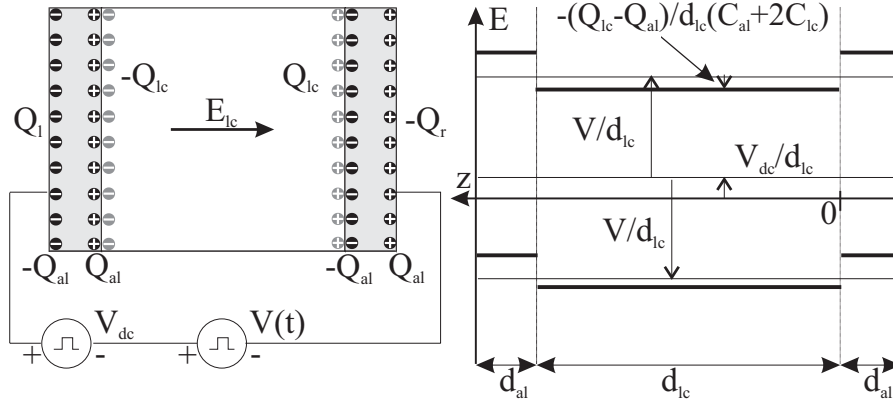 -Q_lc
Q_lc
Q_l
E_lc
-Q_r
-Q_al
Q_al
-Q_al
Q_al
V_dc
V(t)
+
-
+
-
E
-(Q_lc-Q_al)/d_lc(C_al+2C_lc)
V/d_lc
V_dc/d_lc
z
0
V/d_lc
d_al
d_lc
d_al